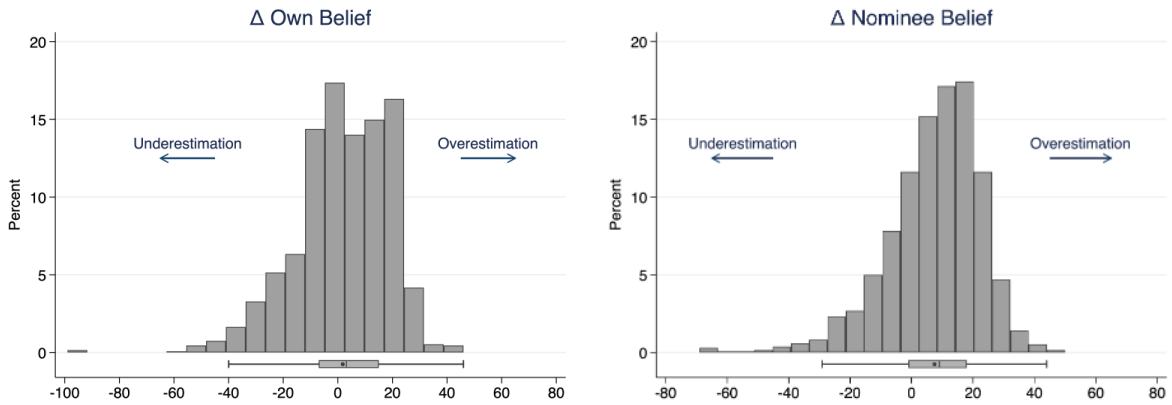 Δ Own Belief
20
15
10
5
0
Percent
Underestimation
Overestimation
-100 -80 -60 -40 -20 0 20 40 60 80
Δ Nominee Belief
20
15
10
5
0
Percent
Underestimation
Overestimation
-80 -60 -40 -20 0 20 40 60 80